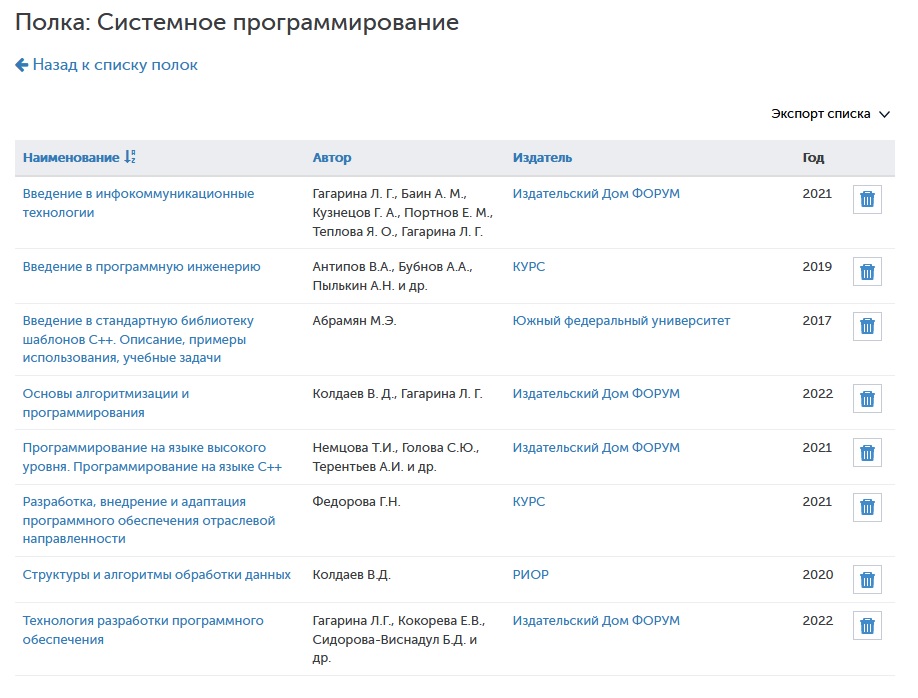 Полка: Системное программирование
Назад к списку полок
Экспорт списка
Наименование Автор Издатель Год
Введение в инфокоммуникационные Гагарина Л. Г., Баин А. М., Издательский Дом ФОРУМ 2021
технологии Кузнецов Г. А., Портнов Е. М.,
Теплова Я. О., Гагарина Л. Г.
Введение в программную инженерию Антипов В.А., Бубнов А.А., КУРС 2019
Пылькин А.Н. и др.
Введение в стандартную библиотеку Абрамян М.Э. Южный федеральный университет 2017
шаблонов С++. Описание, примеры
использования, учебные задачи
Основы алгоритмизации и Колдаев В. Д., Гагарина Л. Г. Издательский Дом ФОРУМ 2022
программирования
Программирование на языке высокого Немцова Т.И., Голова С.Ю., Издательский Дом ФОРУМ 2021
уровня. Программирование на языке С++ Терентьев А.И. и др.
Разработка, внедрение и адаптация Федорова Г.Н. КУРС 2021
программного обеспечения отраслевой
направленности
Структуры и алгоритмы обработки данных Колдаев В.Д. РИОР 2020
Технология разработки программного Гагарина Л.Г., Кокорева Е.В., Издательский Дом ФОРУМ 2022
обеспечения Сидорова-Виснадул Б.Д. и
др.